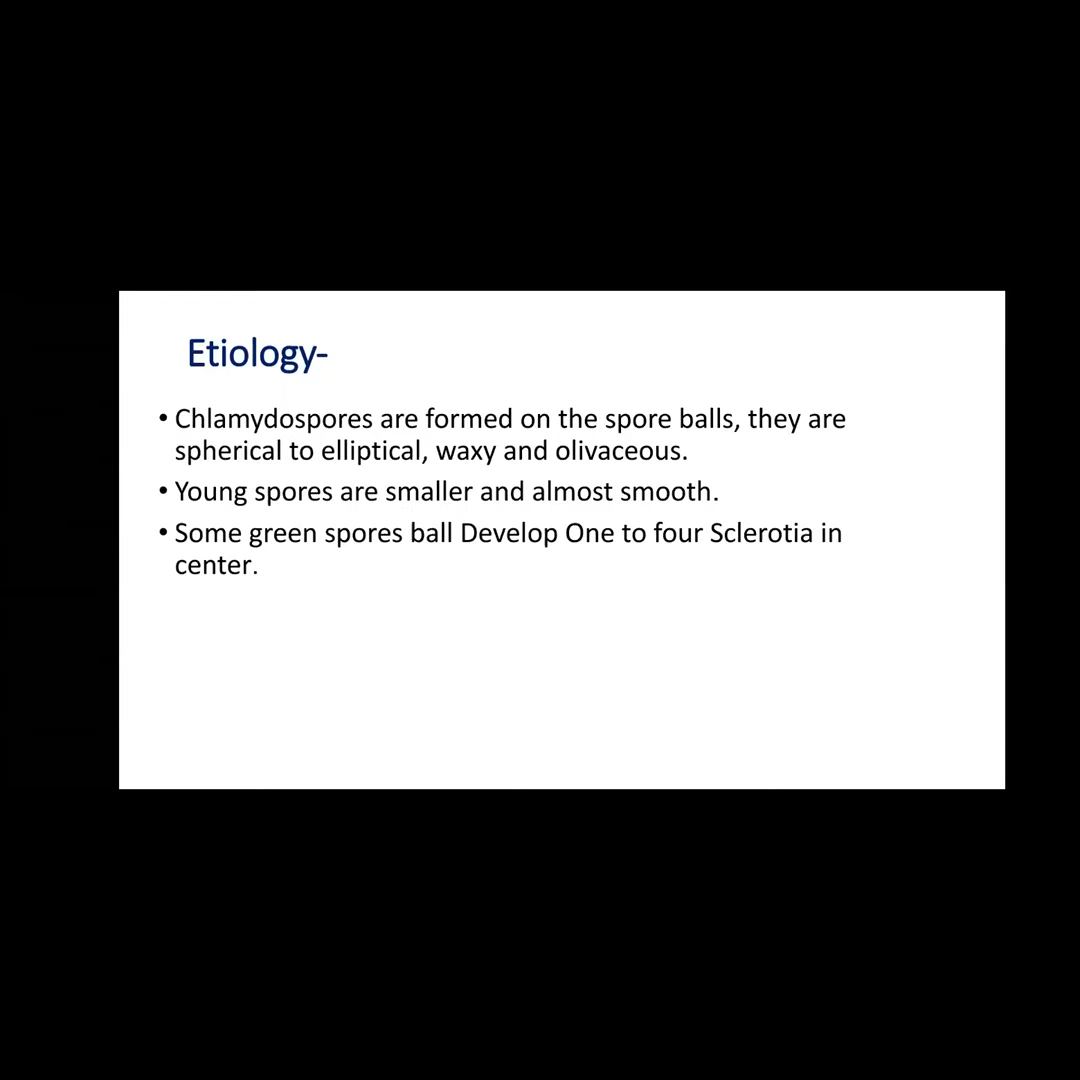 Etiology-
• Chlamydospores are formed on the spore balls, they are
spherical to elliptical, waxy and olivaceous.
• Young spores are smaller and almost smooth.
• Some green spores ball Develop One to four Sclerotia in
center.